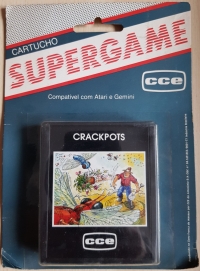 CARTUCHO
SUPERGAME
cce
Compatível com Atari e Gemini
CRACKPOTS
cce